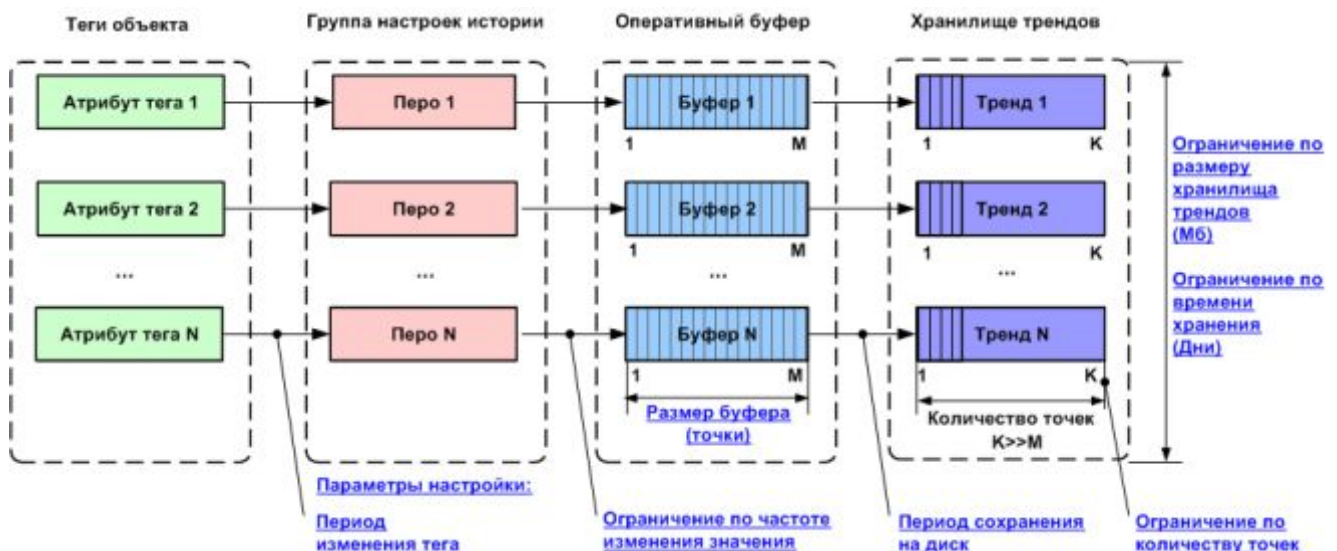 Теги объекта
Группа настроек истории
Оперативный буфер
Хранилище трендов
Атрибут тега 1
Перо 1
Буфер 1
Тренд 1
1
M
1
K
Атрибут тега 2
Перо 2
Буфер 2
Тренд 2
1
M
1
K
...
...
...
...
Атрибут тега N
Перо N
Буфер N
Тренд N
1
M
1
K
Размер буфера
(точки)
Количество точек
K>>M
Ограничение по
размеру
хранилища
трендов
(Мб)
Ограничение по
времени
хранения
(Дни)
Параметры настройки:
Период
изменения тега
Ограничение по частоте
изменения значения
Период сохранения
на диск
Ограничение по
количеству точек